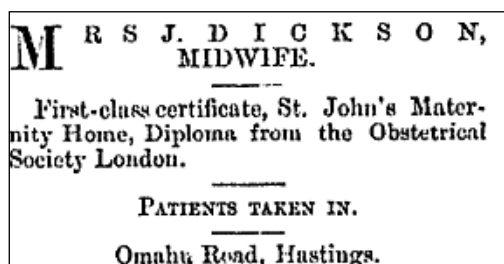 MRS J. DICKSON,
MIDWIFE.
First-class certificate, St. John's Mater-
nity Home, Diploma from the Obstetrical
Society London.
PATIENTS TAKEN IN.
Omahu Road, Hastings.